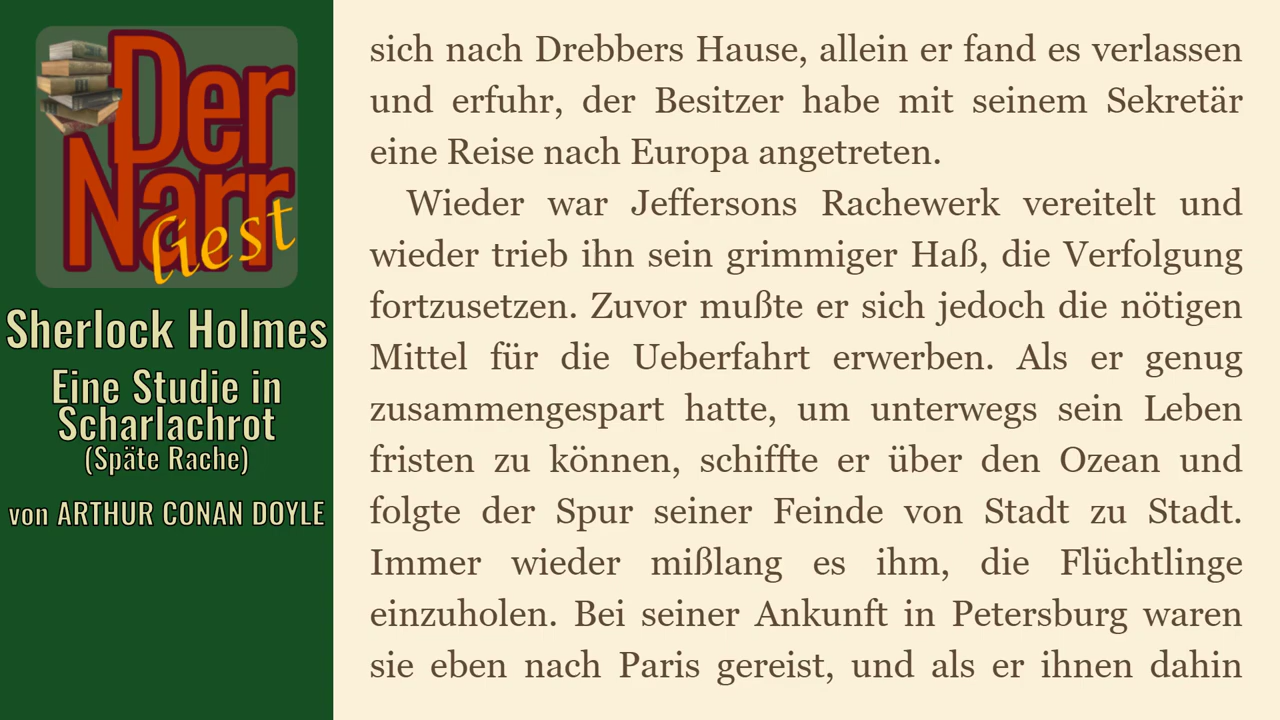 Der
Narr
liest
Sherlock Holmes
Eine Studie in
Scharlachrot
(Späte Rache)
von ARTHUR CONAN DOYLE
sich nach Drebbers Hause, allein er fand es verlassen
und erfuhr, der Besitzer habe mit seinem Sekretär
eine Reise nach Europa angetreten.
Wieder war Jeffersons Rachewerk vereitelt und
wieder trieb ihn sein grimmiger Haß, die Verfolgung
fortzusetzen. Zuvor mußte er sich jedoch die nötigen
Mittel für die Ueberfahrt erwerben. Als er genug
zusammengespart hatte, um unterwegs sein Leben
fristen zu können, schiffte er über den Ozean und
folgte der Spur seiner Feinde von Stadt zu Stadt.
Immer wieder mißlang es ihm, die Flüchtlinge
einzuholen. Bei seiner Ankunft in Petersburg waren
sie eben nach Paris gereist, und als er ihnen dahin